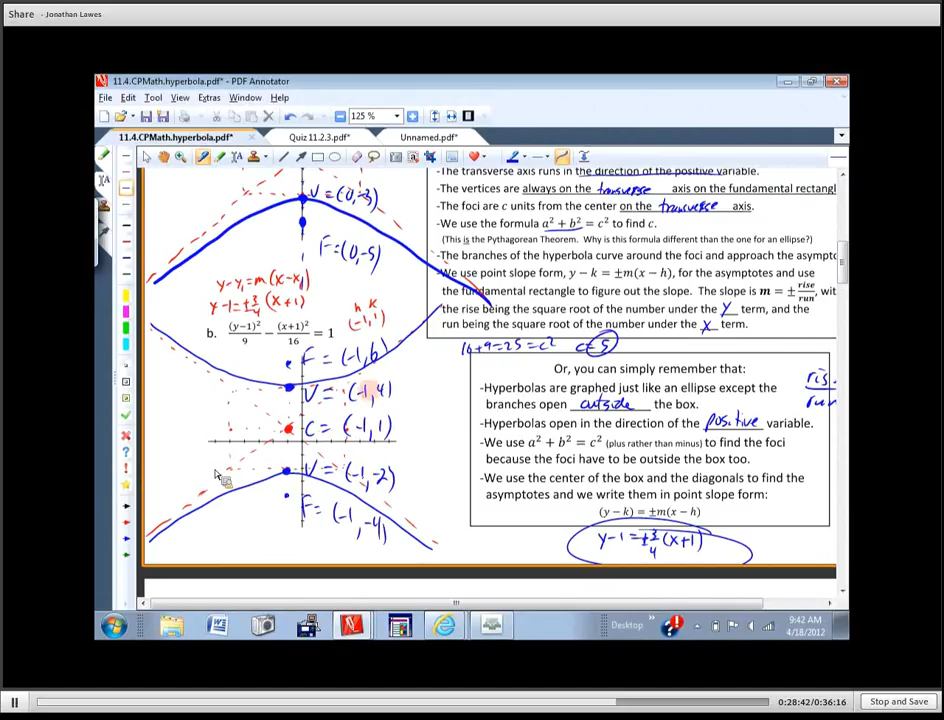 Share - Jonathan Lawes
11.4.CPMath.hyperbola.pdf* - PDF Annotator
File Edit Tool View Extras Window Help
125 %
11.4.CPMath.hyperbola.pdf* Quiz 11.2.3.pdf* Unnamed.pdf*
V = (0,-3)
F = (0,-5)
y-y₁ = m(x-x₁)
y-1 = ±3/4 (x+1)
h k
(-1, 1)
b. (y−1)²/9 − (x+1)²/16 = 1
F = (-1, 6)
V = (-1, 4)
C = (-1, 1)
V = (-1, -2)
F = (-1, -4)
-The transverse axis runs in the direction of the positive variable.
-The vertices are always on the transverse axis on the fundamental rectangl
-The foci are c units from the center on the transverse axis.
-We use the formula a² + b² = c² to find c.
(This is the Pythagorean Theorem. Why is this formula different than the one for an ellipse?)
-The branches of the hyperbola curve around the foci and approach the asympto
-We use point slope form, y − k = ±m(x − h), for the asymptotes and use
the fundamental rectangle to figure out the slope. The slope is m = ± rise/run, wit
the rise being the square root of the number under the y term, and the
run being the square root of the number under the x term.
16+9=25=c² c=5
Or, you can simply remember that:
-Hyperbolas are graphed just like an ellipse except the
branches open outside the box.
-Hyperbolas open in the direction of the positive variable.
-We use a² + b² = c² (plus rather than minus) to find the foci
because the foci have to be outside the box too.
-We use the center of the box and the diagonals to find the
asymptotes and we write them in point slope form:
(y − k) = ±m(x − h)
y-1 = ±3/4 (x+1)
ris
run
Desktop
9:42 AM
4/18/2012
0:28:42/0:36:16
Stop and Save